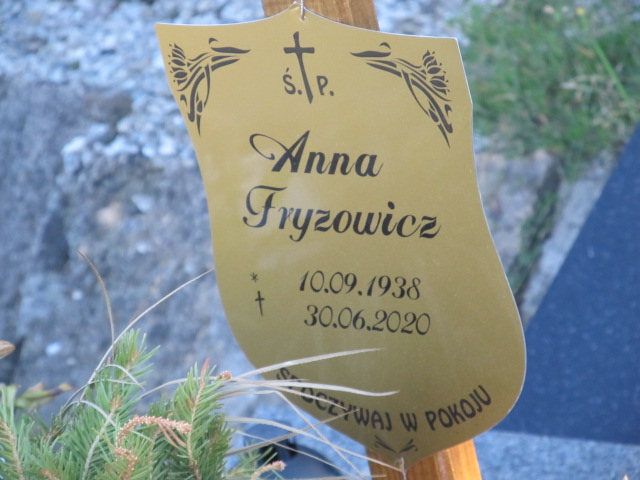 Ś.P.
Anna
Fryzowicz
* 10.09.1938
† 30.06.2020
SPOCZYWAJ W POKOJU